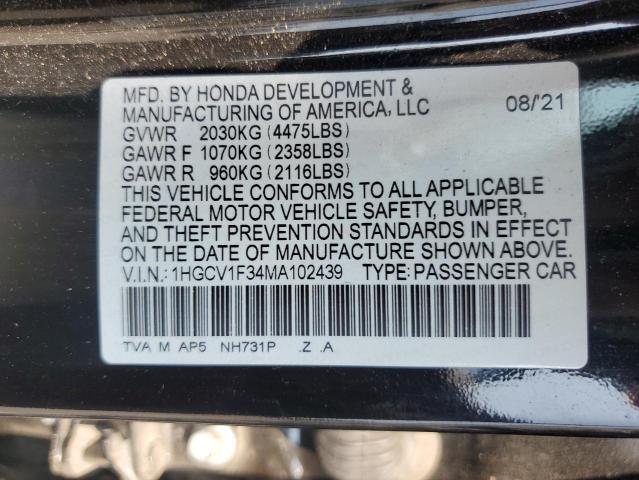 MFD. BY HONDA DEVELOPMENT &
MANUFACTURING OF AMERICA, LLC 08/'21
GVWR 2030KG (4475LBS)
GAWR F 1070KG (2358LBS)
GAWR R 960KG (2116LBS)
THIS VEHICLE CONFORMS TO ALL APPLICABLE
FEDERAL MOTOR VEHICLE SAFETY, BUMPER,
AND THEFT PREVENTION STANDARDS IN EFFECT
ON THE DATE OF MANUFACTURE SHOWN ABOVE.
V.I.N.: 1HGCV1F34MA102439 TYPE: PASSENGER CAR
TVA M AP5 NH731P .Z .A